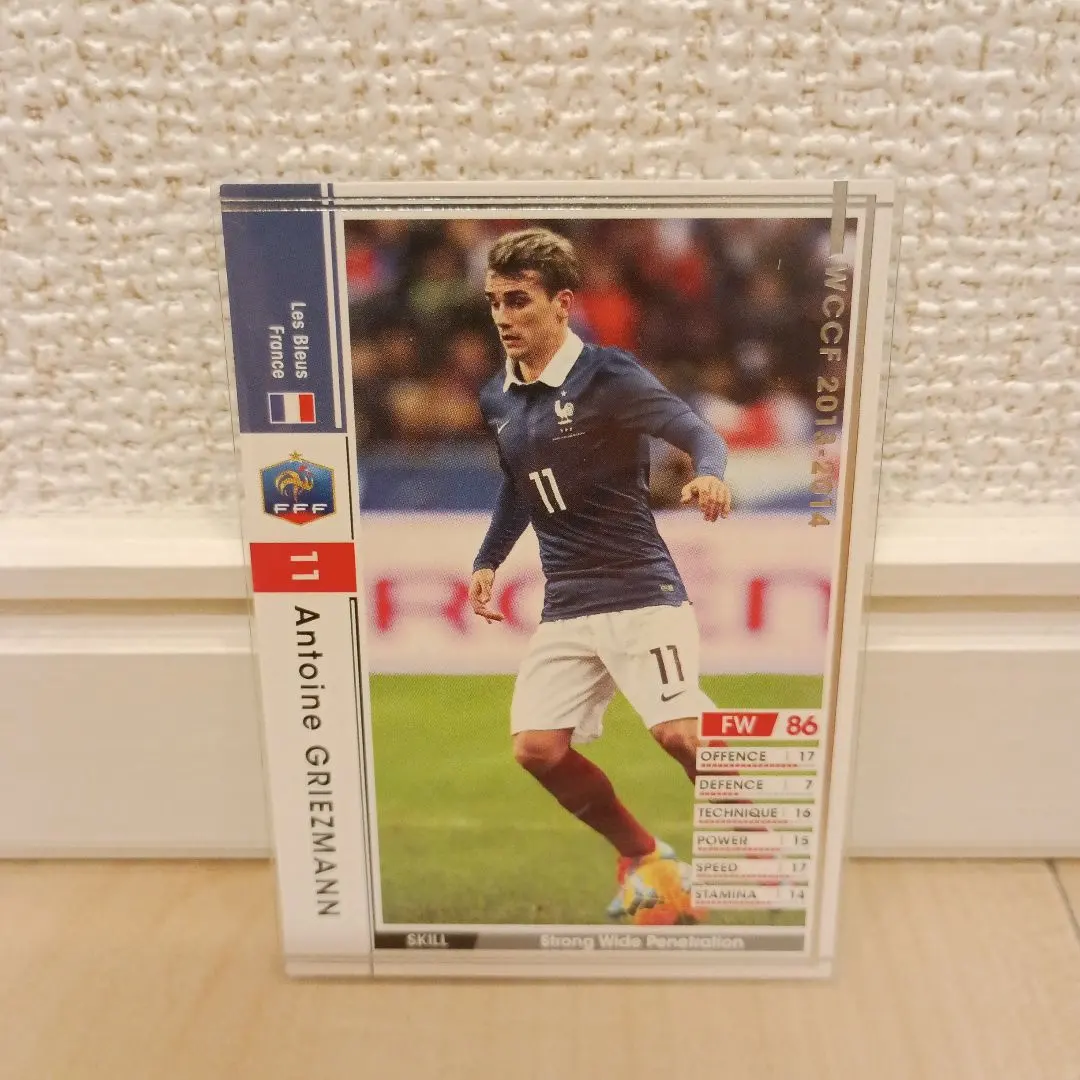 Les Bleus
France
FFF
11
Antoine GRIEZMANN
WCCF 2013-2014
11
11
FW 86
OFFENCE 17
DEFENCE 7
TECHNIQUE 16
POWER 15
SPEED 17
STAMINA 14
SKILL Strong Wide Penetration